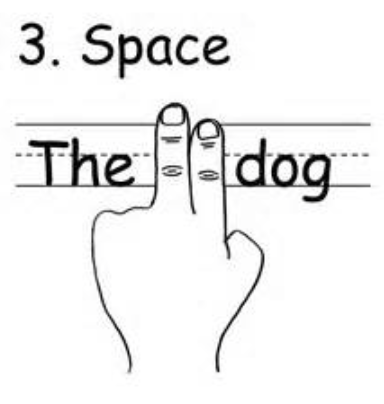 3. Space
The dog